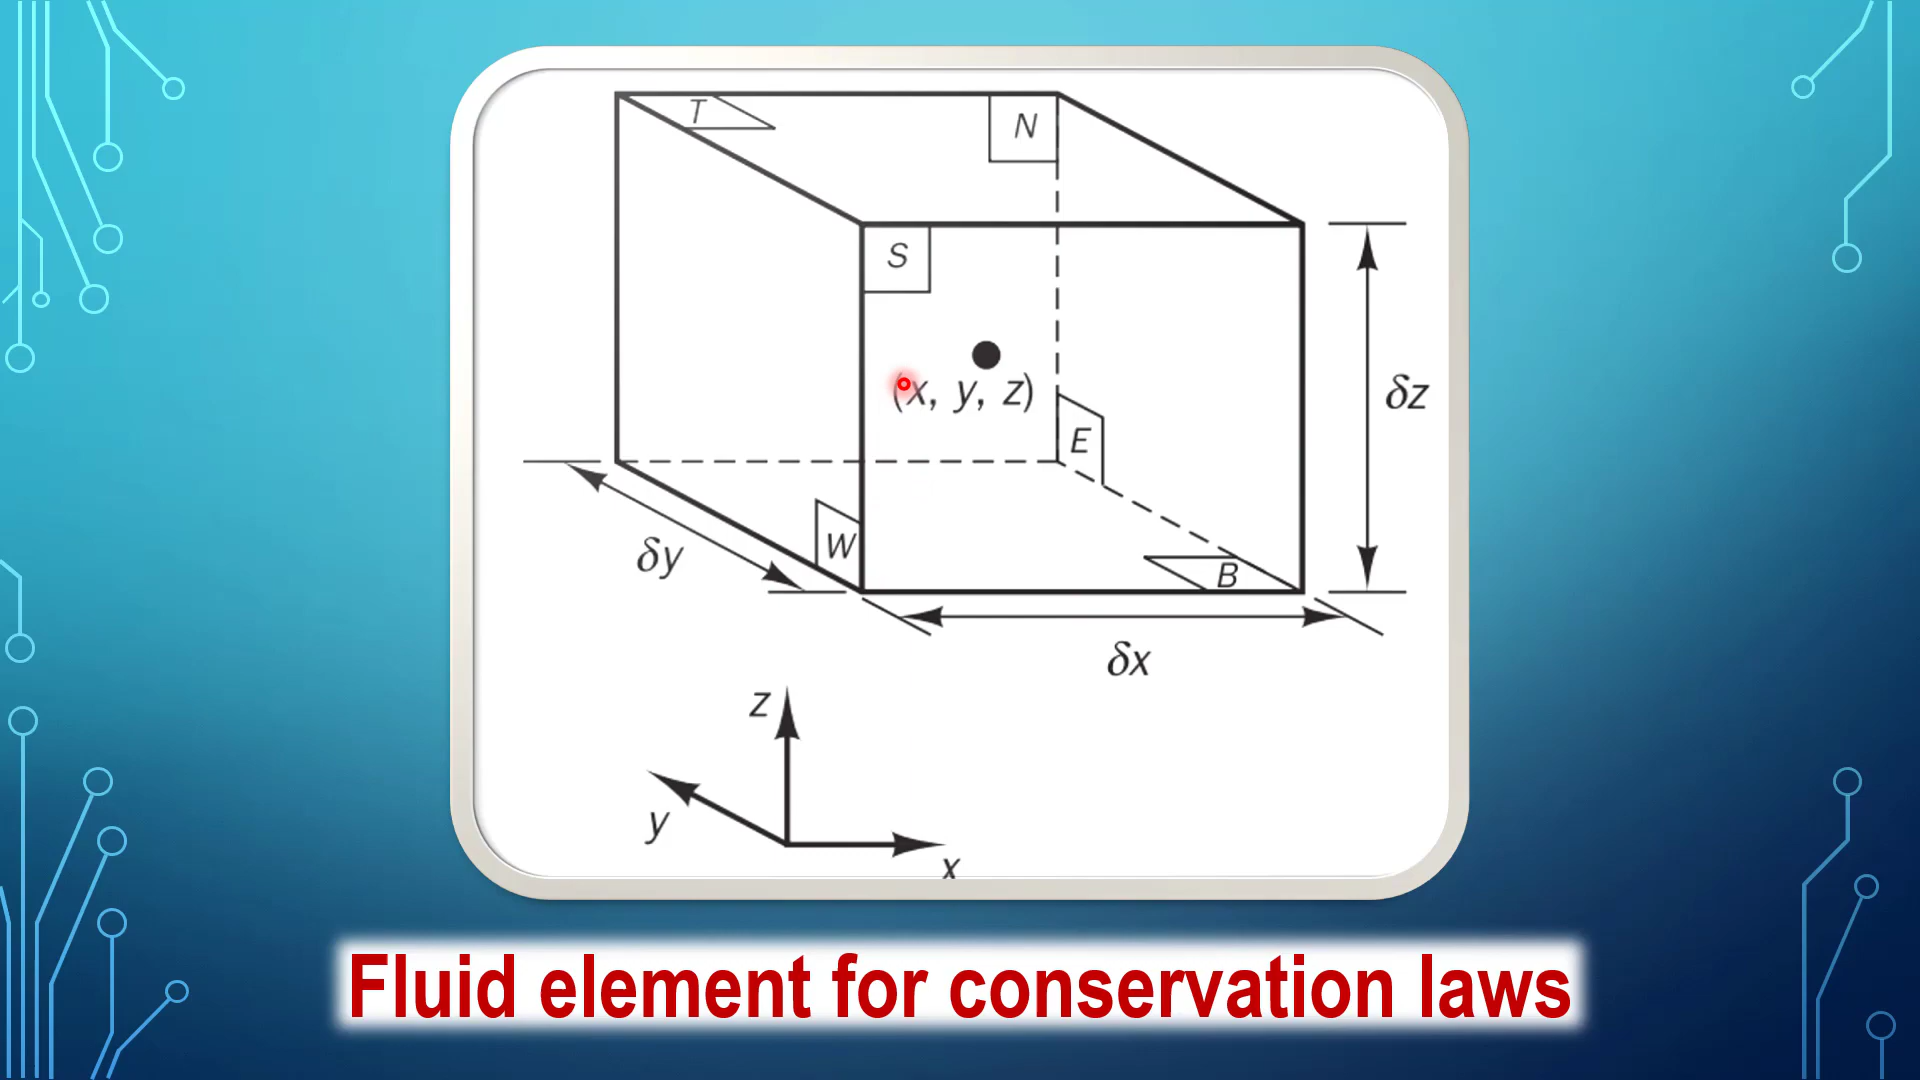 T
N
S
(x, y, z)
δz
E
W
δy
B
δx
z
y
x
Fluid element for conservation laws